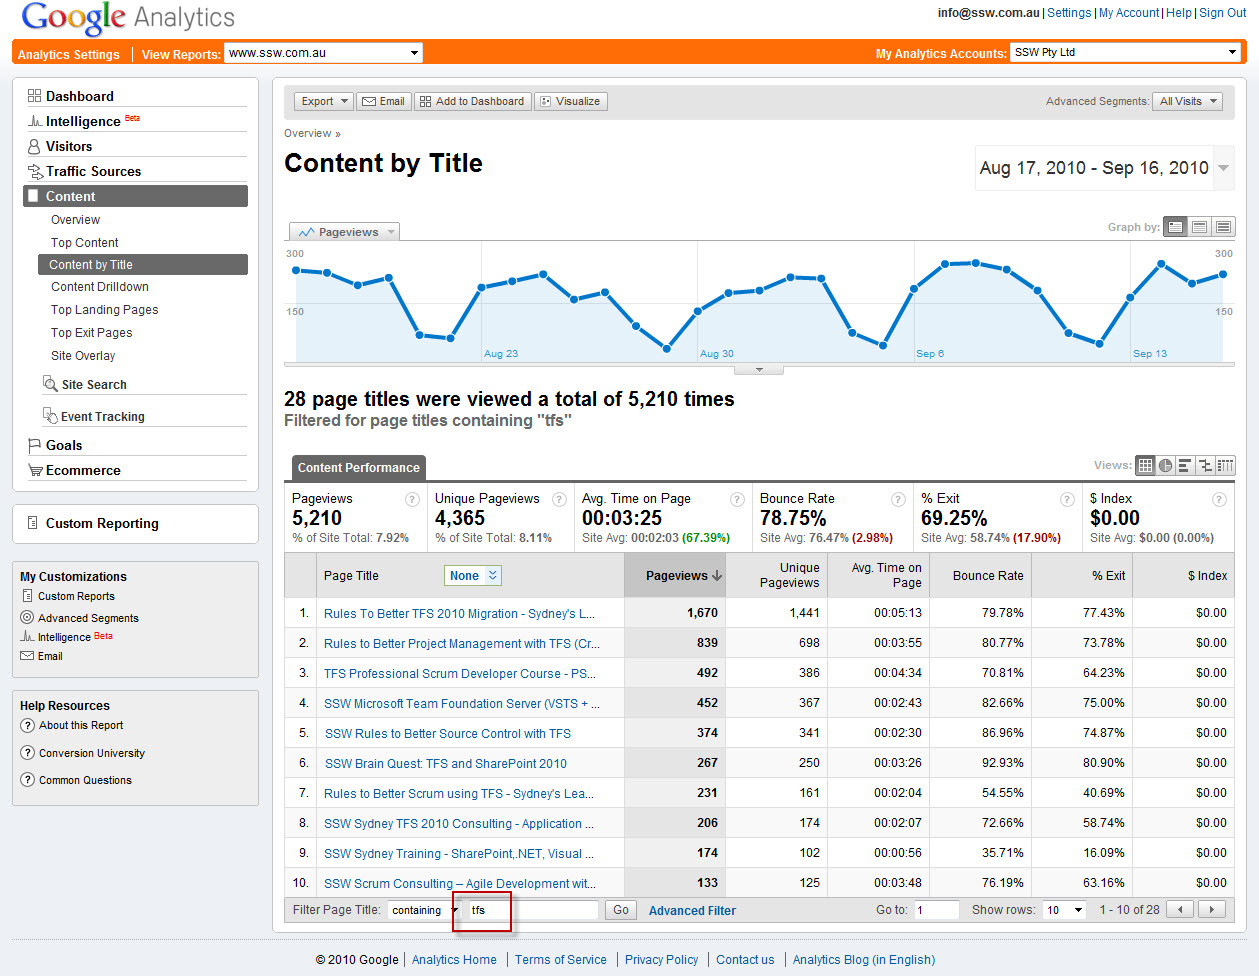 Google Analytics
info@ssw.com.au | Settings | My Account | Help | Sign Out
Analytics Settings | View Reports: www.ssw.com.au
My Analytics Accounts: SSW Pty Ltd
Dashboard
Intelligence Beta
Visitors
Traffic Sources
Content
Overview
Top Content
Content by Title
Content Drilldown
Top Landing Pages
Top Exit Pages
Site Overlay
Site Search
Event Tracking
Goals
Ecommerce
Custom Reporting
My Customizations
Custom Reports
Advanced Segments
Intelligence Beta
Email
Help Resources
? About this Report
? Conversion University
? Common Questions
Export Email Add to Dashboard Visualize
Advanced Segments: All Visits
Overview »
Content by Title
Aug 17, 2010 - Sep 16, 2010
Pageviews
Graph by:
300 300
150 150
Aug 23 Aug 30 Sep 6 Sep 13
28 page titles were viewed a total of 5,210 times
Filtered for page titles containing "tfs"
Content Performance
Views:
Pageviews ? Unique Pageviews ? Avg. Time on Page ? Bounce Rate ? % Exit ? $ Index ?
5,210 4,365 00:03:25 78.75% 69.25% $0.00
% of Site Total: 7.92% % of Site Total: 8.11% Site Avg: 00:02:03 (67.39%) Site Avg: 76.47% (2.98%) Site Avg: 58.74% (17.90%) Site Avg: $0.00 (0.00%)
Page Title None Pageviews Unique Pageviews Avg. Time on Page Bounce Rate % Exit $ Index
1. Rules To Better TFS 2010 Migration - Sydney's L... 1,670 1,441 00:05:13 79.78% 77.43% $0.00
2. Rules to Better Project Management with TFS (Cr... 839 698 00:03:55 80.77% 73.78% $0.00
3. TFS Professional Scrum Developer Course - PS... 492 386 00:04:34 70.81% 64.23% $0.00
4. SSW Microsoft Team Foundation Server (VSTS + ... 452 367 00:02:43 82.66% 75.00% $0.00
5. SSW Rules to Better Source Control with TFS 374 341 00:02:30 86.96% 74.87% $0.00
6. SSW Brain Quest: TFS and SharePoint 2010 267 250 00:03:26 92.93% 80.90% $0.00
7. Rules to Better Scrum using TFS - Sydney's Lea... 231 161 00:02:04 54.55% 40.69% $0.00
8. SSW Sydney TFS 2010 Consulting - Application ... 206 174 00:02:07 72.66% 58.74% $0.00
9. SSW Sydney Training - SharePoint,.NET, Visual ... 174 102 00:00:56 35.71% 16.09% $0.00
10. SSW Scrum Consulting – Agile Development wit... 133 125 00:03:48 76.19% 63.16% $0.00
Filter Page Title: containing tfs Go Advanced Filter Go to: 1 Show rows: 10 1 - 10 of 28
© 2010 Google | Analytics Home | Terms of Service | Privacy Policy | Contact us | Analytics Blog (in English)